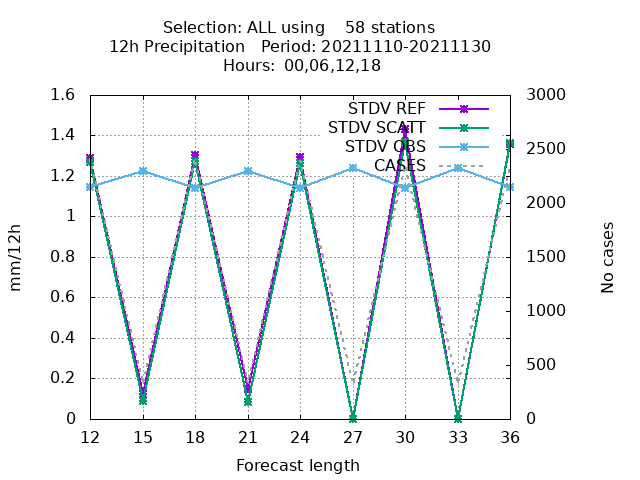 Selection: ALL using 58 stations
12h Precipitation Period: 20211110-20211130
Hours: 00,06,12,18
STDV REF
STDV SCATT
STDV OBS
CASES
1.6
1.4
1.2
1
0.8
0.6
0.4
0.2
0
3000
2500
2000
1500
1000
500
0
mm/12h
No cases
12 15 18 21 24 27 30 33 36
Forecast length